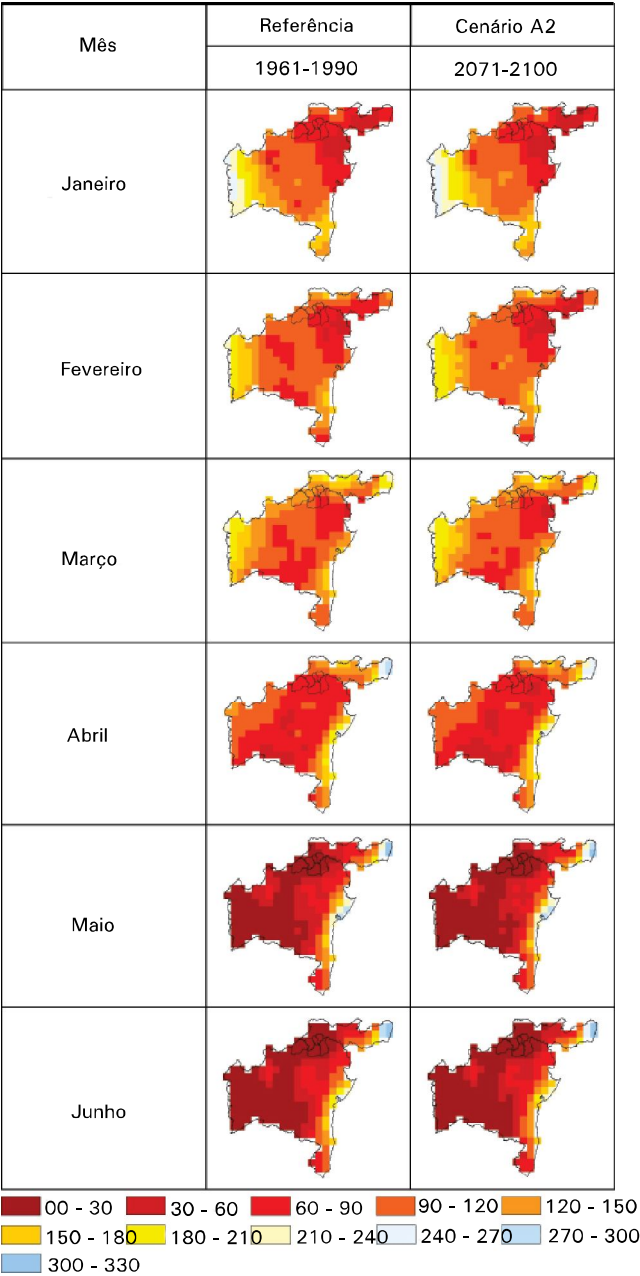 Mês
Referência
Cenário A2
1961-1990
2071-2100
Janeiro
Fevereiro
Março
Abril
Maio
Junho
00 - 30
30 - 60
60 - 90
90 - 120
120 - 150
150 - 180
180 - 210
210 - 240
240 - 270
270 - 300
300 - 330